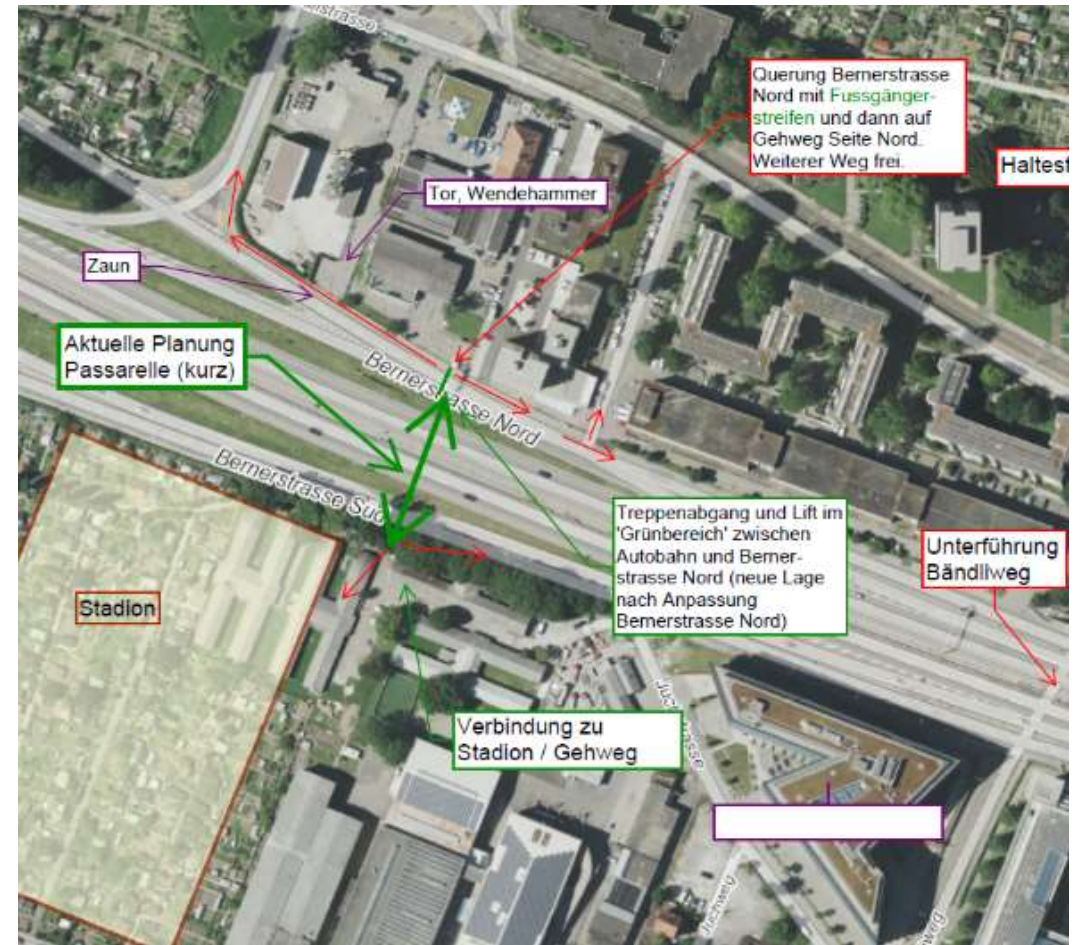 Querung Bernerstrasse
Nord mit Fussgänger-
streifen und dann auf
Gehweg Seite Nord.
Weiterer Weg frei.
Tor, Wendehammer
Zaun
Aktuelle Planung
Passarelle (kurz)
Bernerstrasse Nord
Bernerstrasse Süd
Treppenabgang und Lift im
'Grünbereich' zwischen
Autobahn und Berner-
strasse Nord (neue Lage
nach Anpassung
Bernerstrasse Nord)
Unterführung
Bändliweg
Stadion
Verbindung zu
Stadion / Gehweg
Juchweg